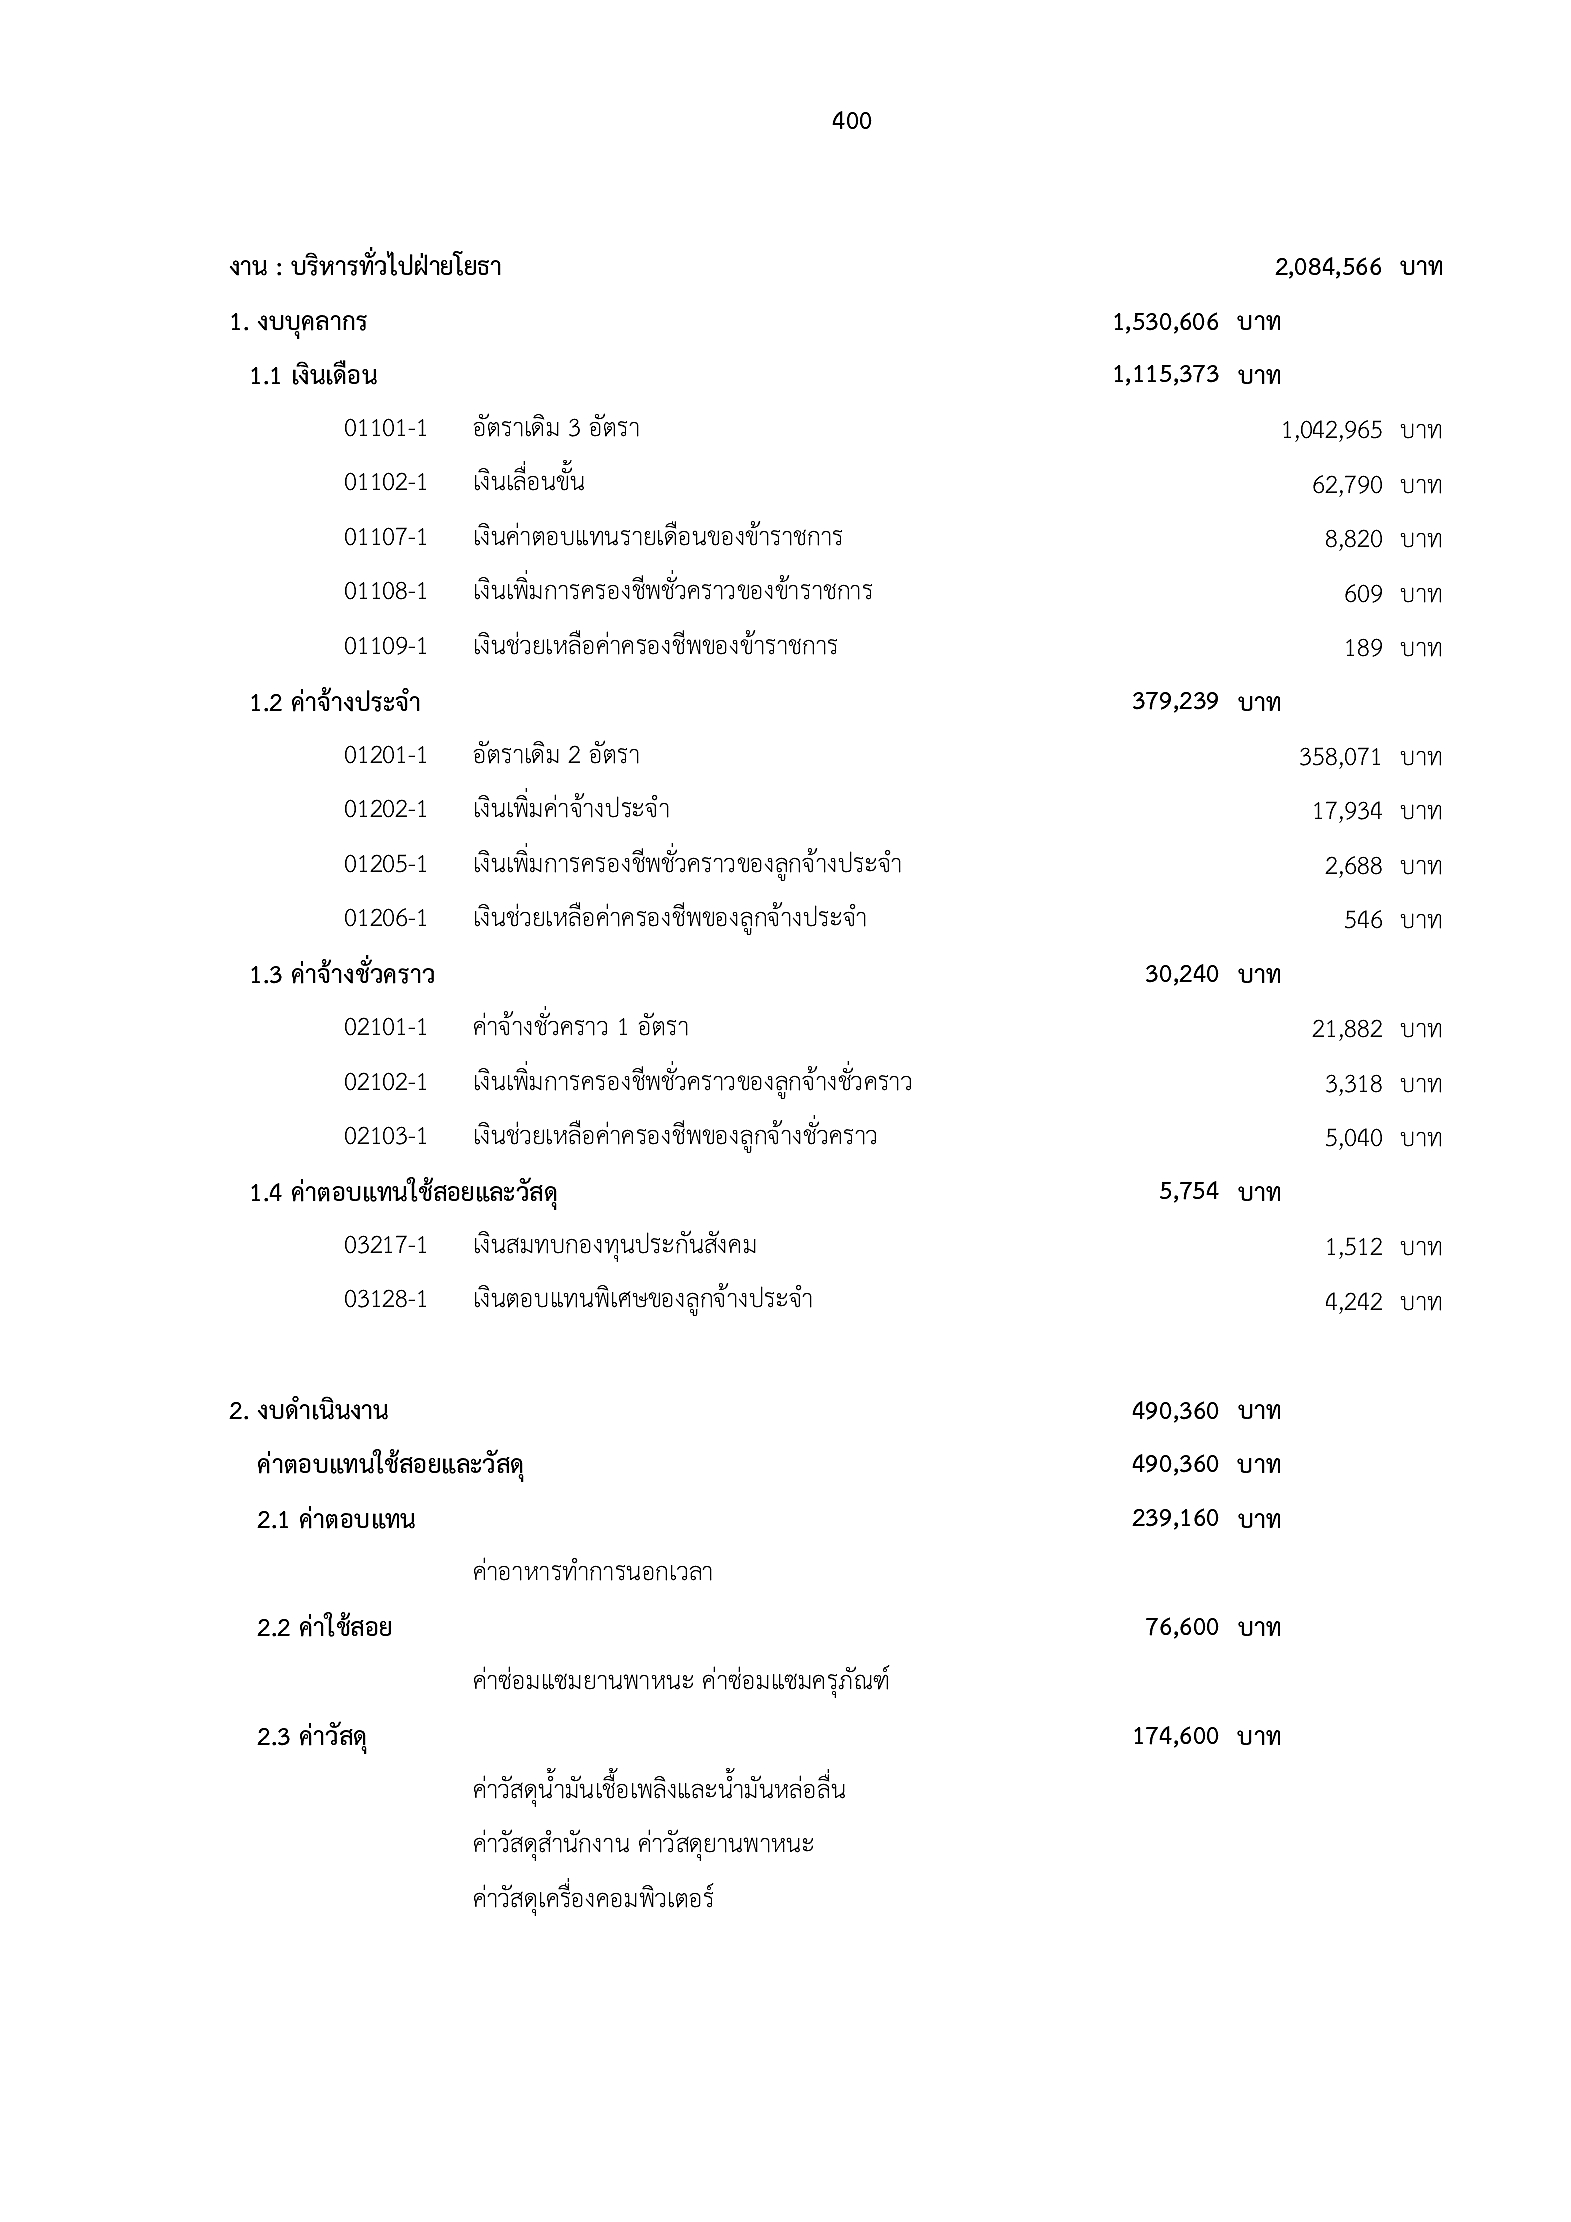 400
งาน : บริหารทั่วไปฝ่ายโยธา 2,084,566 บาท
1. งบบุคลากร 1,530,606 บาท
1.1 เงินเดือน 1,115,373 บาท
01101-1 อัตราเดิม 3 อัตรา 1,042,965 บาท
01102-1 เงินเลื่อนขั้น 62,790 บาท
01107-1 เงินค่าตอบแทนรายเดือนของข้าราชการ 8,820 บาท
01108-1 เงินเพิ่มการครองชีพชั่วคราวของข้าราชการ 609 บาท
01109-1 เงินช่วยเหลือค่าครองชีพของข้าราชการ 189 บาท
1.2 ค่าจ้างประจำ 379,239 บาท
01201-1 อัตราเดิม 2 อัตรา 358,071 บาท
01202-1 เงินเพิ่มค่าจ้างประจำ 17,934 บาท
01205-1 เงินเพิ่มการครองชีพชั่วคราวของลูกจ้างประจำ 2,688 บาท
01206-1 เงินช่วยเหลือค่าครองชีพของลูกจ้างประจำ 546 บาท
1.3 ค่าจ้างชั่วคราว 30,240 บาท
02101-1 ค่าจ้างชั่วคราว 1 อัตรา 21,882 บาท
02102-1 เงินเพิ่มการครองชีพชั่วคราวของลูกจ้างชั่วคราว 3,318 บาท
02103-1 เงินช่วยเหลือค่าครองชีพของลูกจ้างชั่วคราว 5,040 บาท
1.4 ค่าตอบแทนใช้สอยและวัสดุ 5,754 บาท
03217-1 เงินสมทบกองทุนประกันสังคม 1,512 บาท
03128-1 เงินตอบแทนพิเศษของลูกจ้างประจำ 4,242 บาท
2. งบดำเนินงาน 490,360 บาท
ค่าตอบแทนใช้สอยและวัสดุ 490,360 บาท
2.1 ค่าตอบแทน 239,160 บาท
ค่าอาหารทำการนอกเวลา
2.2 ค่าใช้สอย 76,600 บาท
ค่าซ่อมแซมยานพาหนะ ค่าซ่อมแซมครุภัณฑ์
2.3 ค่าวัสดุ 174,600 บาท
ค่าวัสดุน้ำมันเชื้อเพลิงและน้ำมันหล่อลื่น
ค่าวัสดุสำนักงาน ค่าวัสดุยานพาหนะ
ค่าวัสดุเครื่องคอมพิวเตอร์